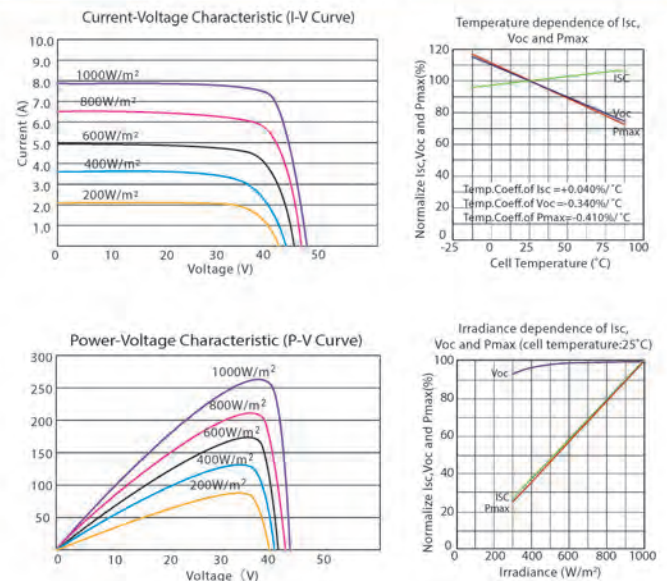 Current-Voltage Characteristic (I-V Curve)
10.0
9.0
8.0
7.0
6.0
5.0
4.0
3.0
2.0
1.0
Current (A)
1000W/m²
800W/m²
600W/m²
400W/m²
200W/m²
0 10 20 30 40 50
Voltage (V)
Temperature dependence of Isc,
Voc and Pmax
120
100
80
60
40
20
0
Normalize Isc,Voc and Pmax(%)
ISC
Voc
Pmax
Temp.Coeff.of Isc =+0.040%/˚C
Temp.Coeff.of Voc =-0.340%/˚C
Temp.Coeff.of Pmax=-0.410%/˚C
-25 0 25 50 75 100
Cell Temperature (˚C)
Power-Voltage Characteristic (P-V Curve)
300
250
200
150
100
50
1000W/m²
800W/m²
600W/m²
400W/m²
200W/m²
0 10 20 30 40 50
Voltage (V)
Irradiance dependence of Isc,
Voc and Pmax (cell temperature:25˚C)
100
80
60
40
20
0
Normalize Isc,Voc and Pmax(%)
Voc
ISC
Pmax
0 200 400 600 800 1000
Irradiance (W/m²)